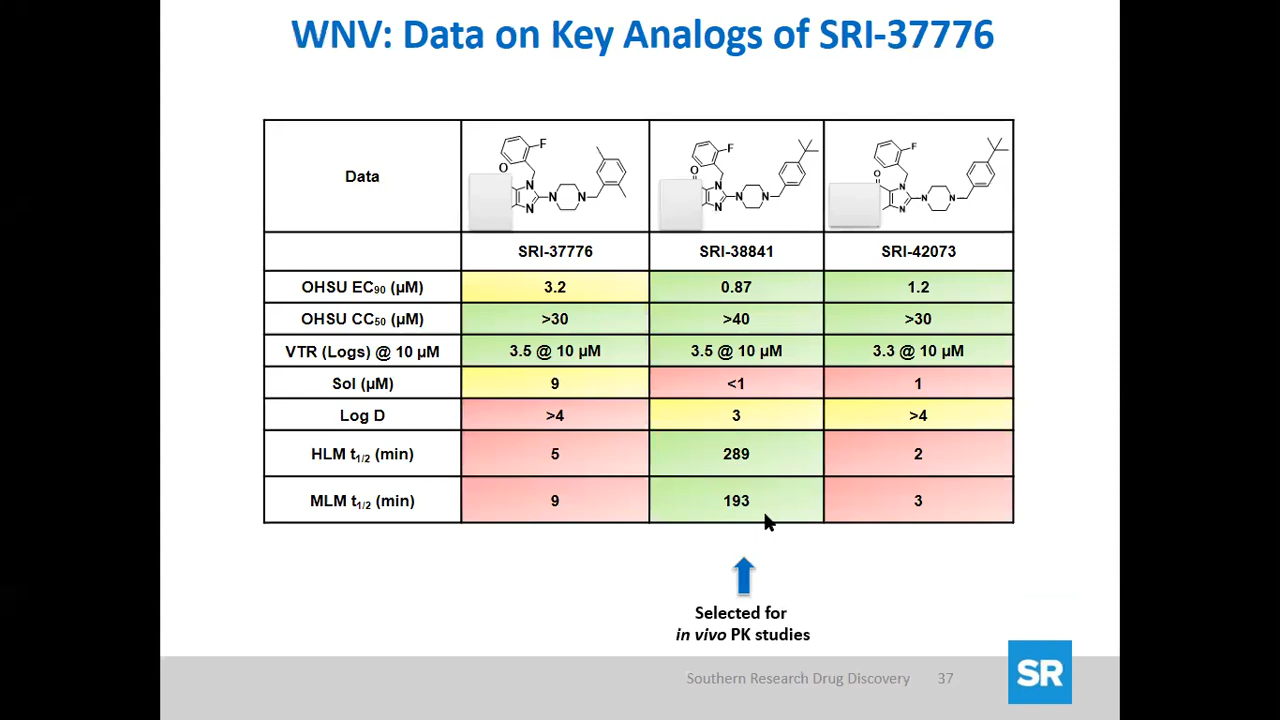 WNV: Data on Key Analogs of SRI-37776
Data
F
O
N
N
N
N
F
O
N
N
N
N
F
O
N
N
N
N
SRI-37776 SRI-38841 SRI-42073
OHSU EC90 (µM) 3.2 0.87 1.2
OHSU CC50 (µM) >30 >40 >30
VTR (Logs) @ 10 µM 3.5 @ 10 µM 3.5 @ 10 µM 3.3 @ 10 µM
Sol (µM) 9 <1 1
Log D >4 3 >4
HLM t1/2 (min) 5 289 2
MLM t1/2 (min) 9 193 3
Selected for
in vivo PK studies
Southern Research Drug Discovery 37
SR